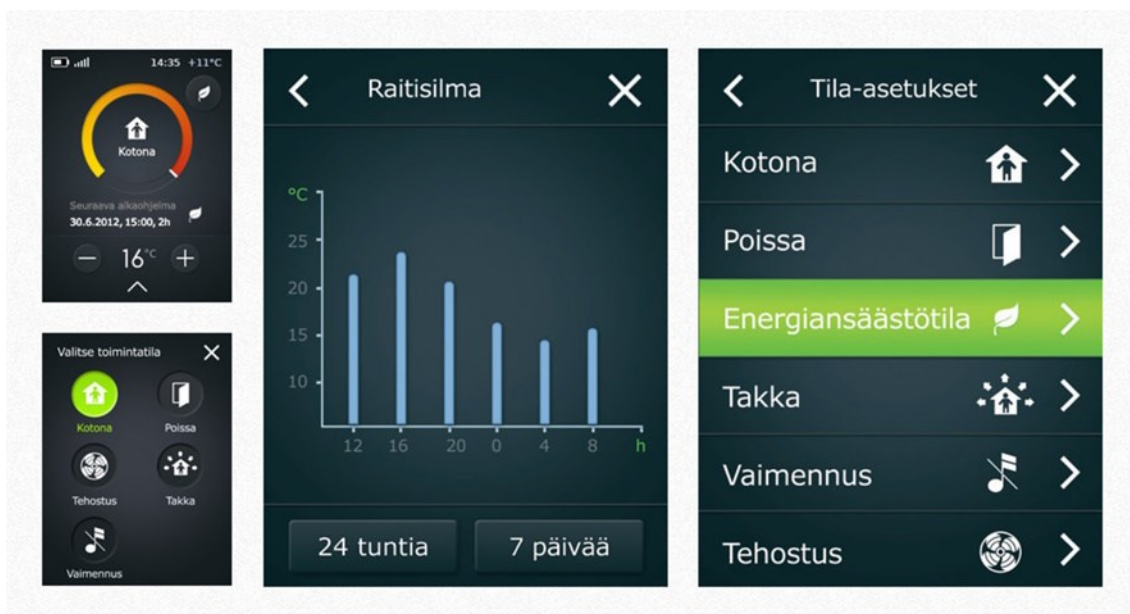 14:35 +11°C
Kotona
Seuraava aikaohjelma
30.6.2012, 15:00, 2h
16°C
Valitse toimintatila
Kotona Poissa
Tehostus Takka
Vaimennus
Raitisilma
°C
25
20
15
10
12 16 20 0 4 8 h
24 tuntia 7 päivää
Tila-asetukset
Kotona
Poissa
Energiansäästötila
Takka
Vaimennus
Tehostus